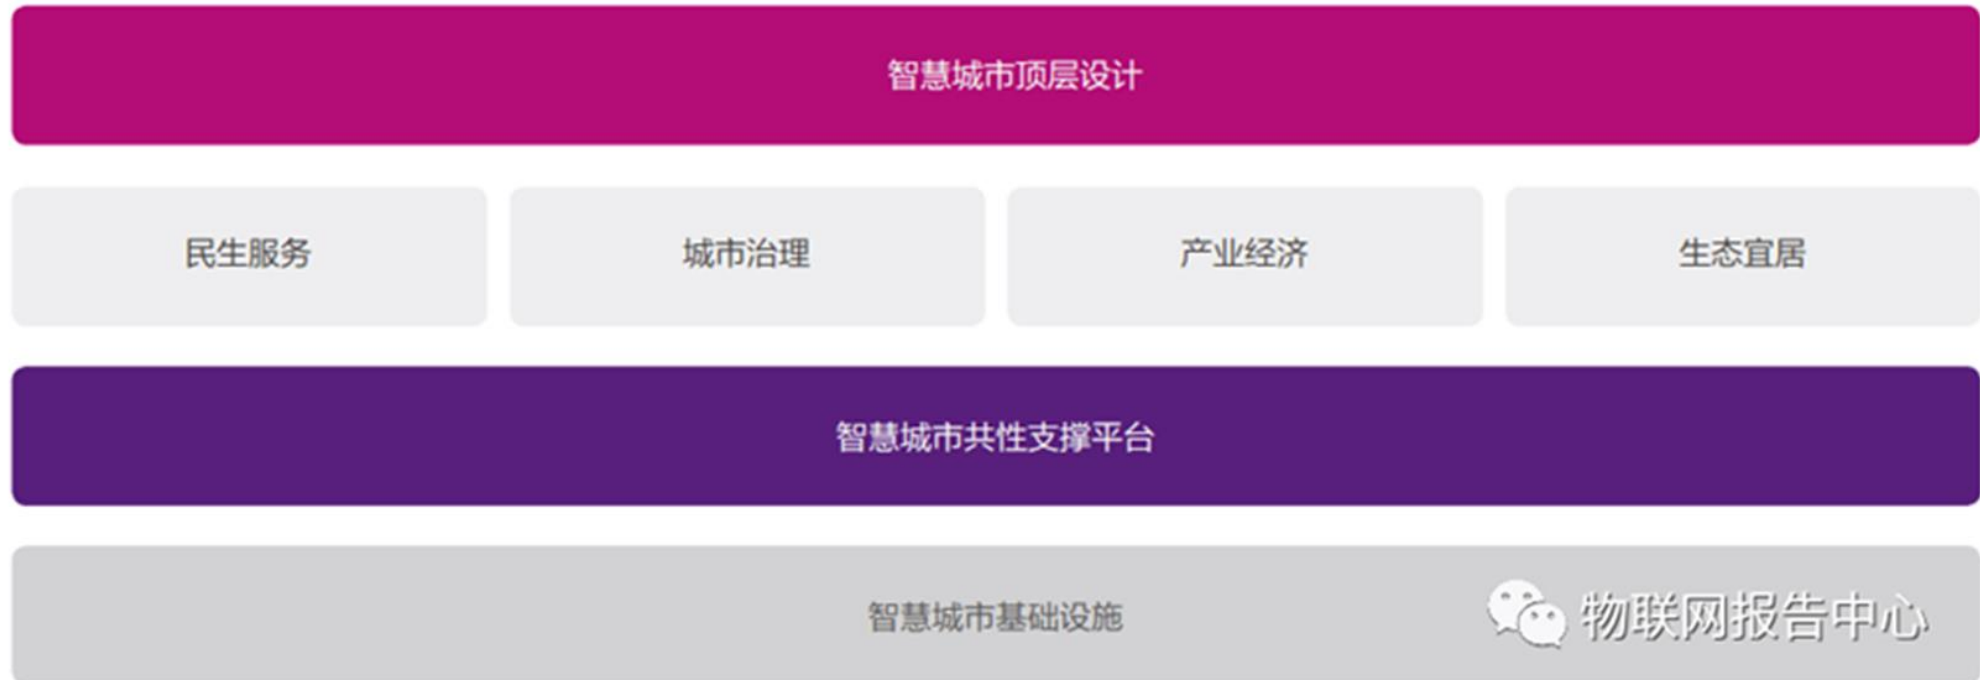 智慧城市顶层设计
民生服务
城市治理
产业经济
生态宜居
智慧城市共性支撑平台
智慧城市基础设施
物联网报告中心